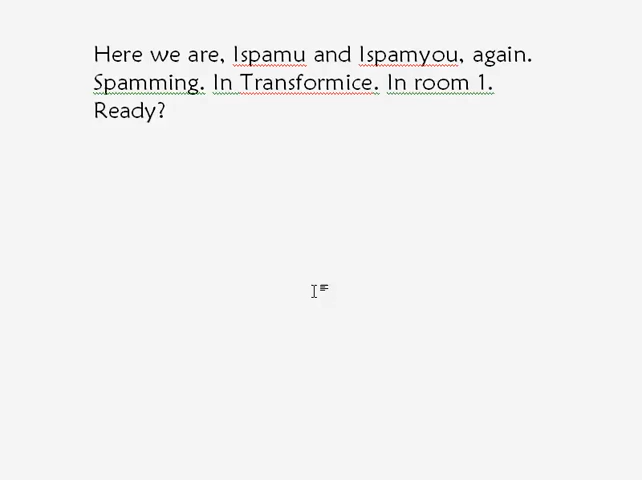 Here we are, Ispamu and Ispamyou, again.
Spamming. In Transformice. In room 1.
Ready?